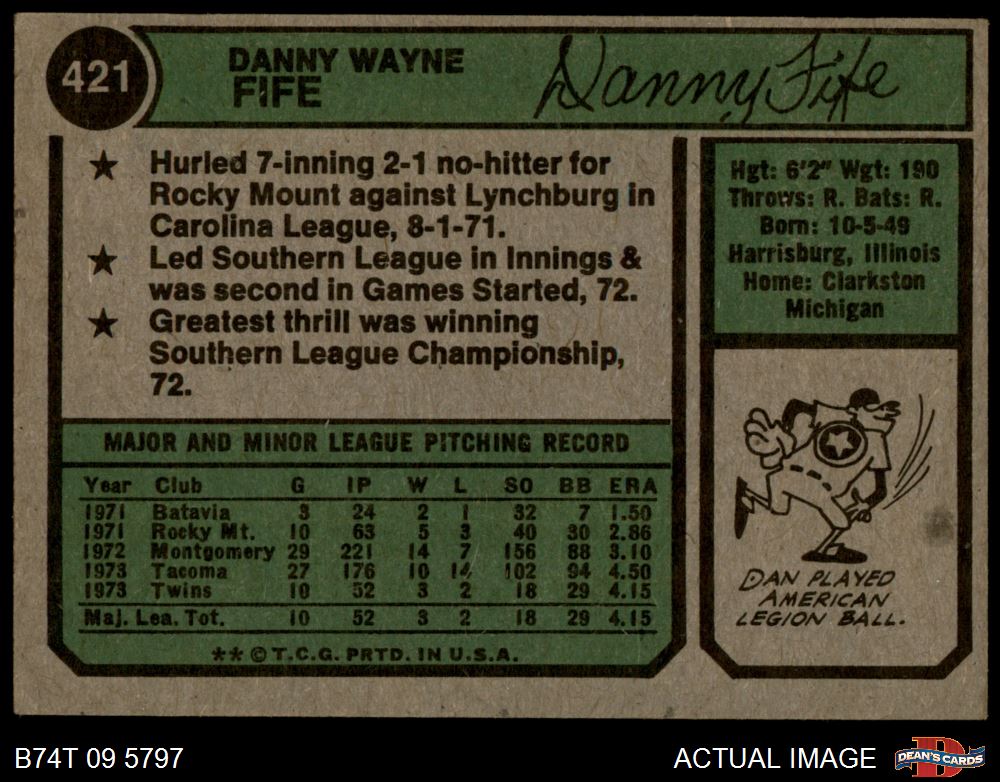 421
DANNY WAYNE
FIFE
Danny Fife
★ Hurled 7-inning 2-1 no-hitter for
Rocky Mount against Lynchburg in
Carolina League, 8-1-71.
★ Led Southern League in Innings &
was second in Games Started, 72.
★ Greatest thrill was winning
Southern League Championship,
72.
Hgt: 6'2" Wgt: 190
Throws: R. Bats: R.
Born: 10-5-49
Harrisburg, Illinois
Home: Clarkston
Michigan
MAJOR AND MINOR LEAGUE PITCHING RECORD
Year Club G IP W L SO BB ERA
1971 Batavia 3 24 2 1 32 7 1.50
1971 Rocky Mt. 10 63 5 3 40 30 2.86
1972 Montgomery 29 221 14 7 156 88 3.10
1973 Tacoma 27 176 10 14 102 94 4.50
1973 Twins 10 52 3 2 18 29 4.15
Maj. Lea. Tot. 10 52 3 2 18 29 4.15
** © T.C.G. PRTD. IN U.S.A.
DAN PLAYED
AMERICAN
LEGION BALL.
B74T 09 5797
ACTUAL IMAGE
D
DEAN'S CARDS